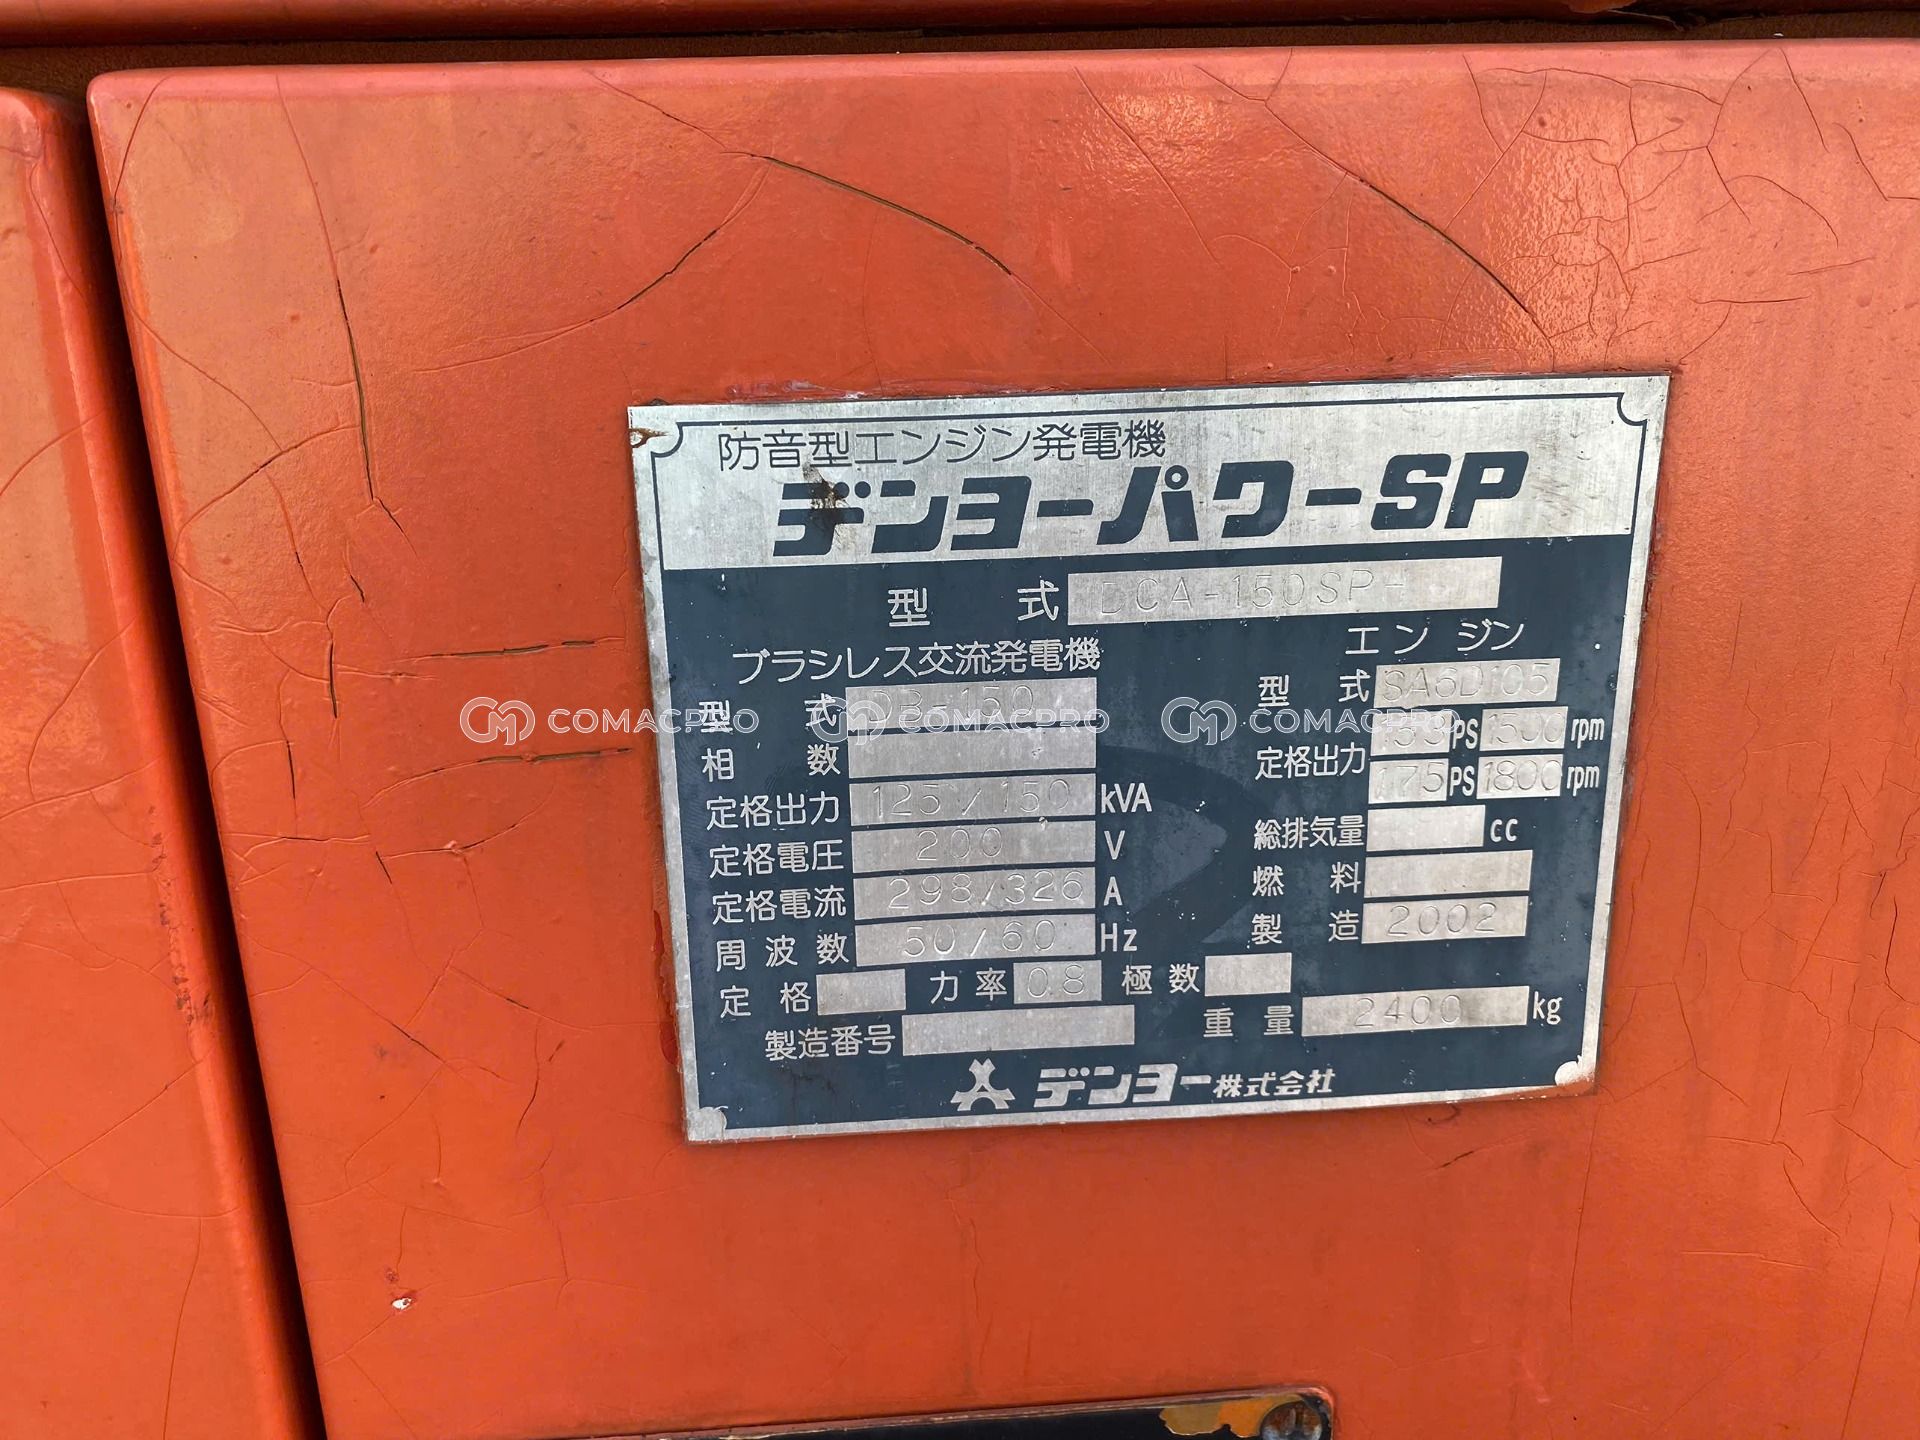 防音型エンジン発電機
デンヨーパワーSP
型 式 DCA-150SP-
ブラシレス交流発電機
型 式 DB-150
相 数
定格出力 125/150 kVA
定格電圧 200 V
定格電流 298/326 A
周波数 50/60 Hz
定格 力率 0.8 極数
製造番号
エンジン
型 式 SA6D105
定格出力 153 PS 1500 rpm
175 PS 1800 rpm
総排気量 cc
燃 料
製 造 2002
重 量 2400 kg
デンヨー株式会社
COMACPRO COMACPRO COMACPRO